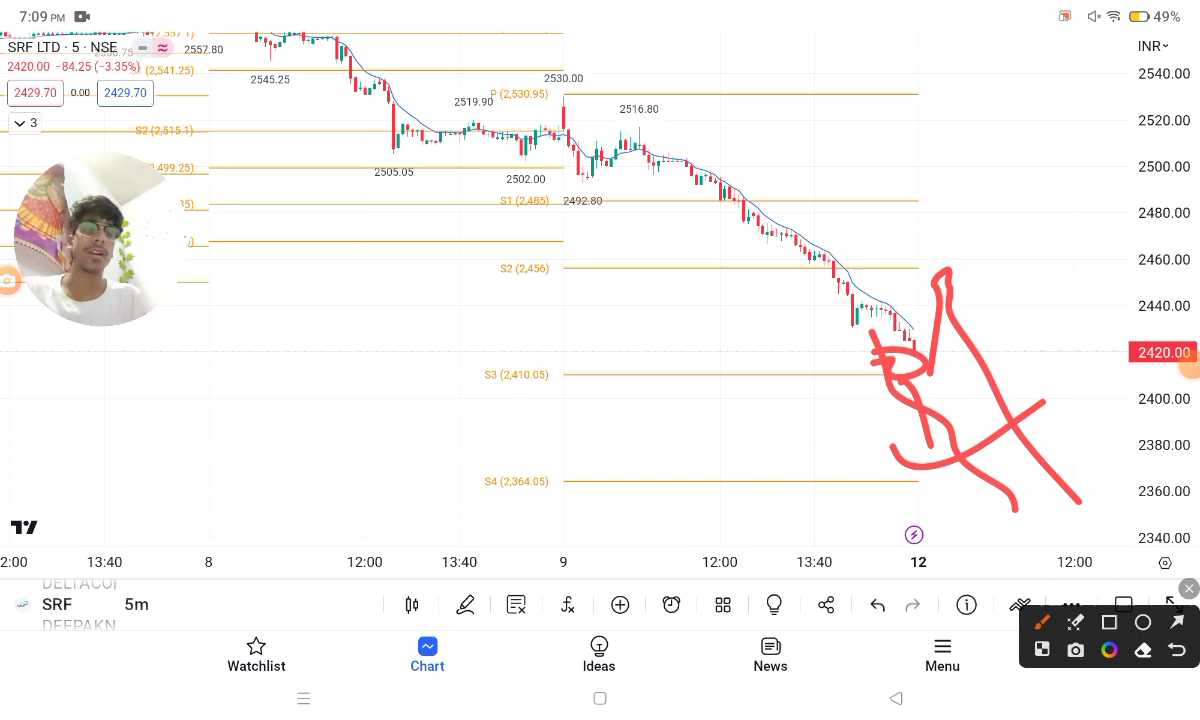 7:09 PM 49%
SRF LTD · 5 · NSE 2557.80 INR
2420.00 −84.25 (−3.35%) (2,541.25)
2429.70 0.00 2429.70
3
S2 (2,515.1)
2,499.25)
2545.25
2530.00
P (2,530.95)
2519.90
2516.80
2505.05
2502.00
S1 (2,485) 2492.80
S2 (2,456)
S3 (2,410.05)
S4 (2,364.05)
2540.00
2520.00
2500.00
2480.00
2460.00
2440.00
2420.00
2400.00
2380.00
2360.00
2340.00
2:00 13:40 8 12:00 13:40 9 12:00 13:40 12 12:00
SRF 5m
DEEPAKN
Watchlist Chart Ideas News Menu